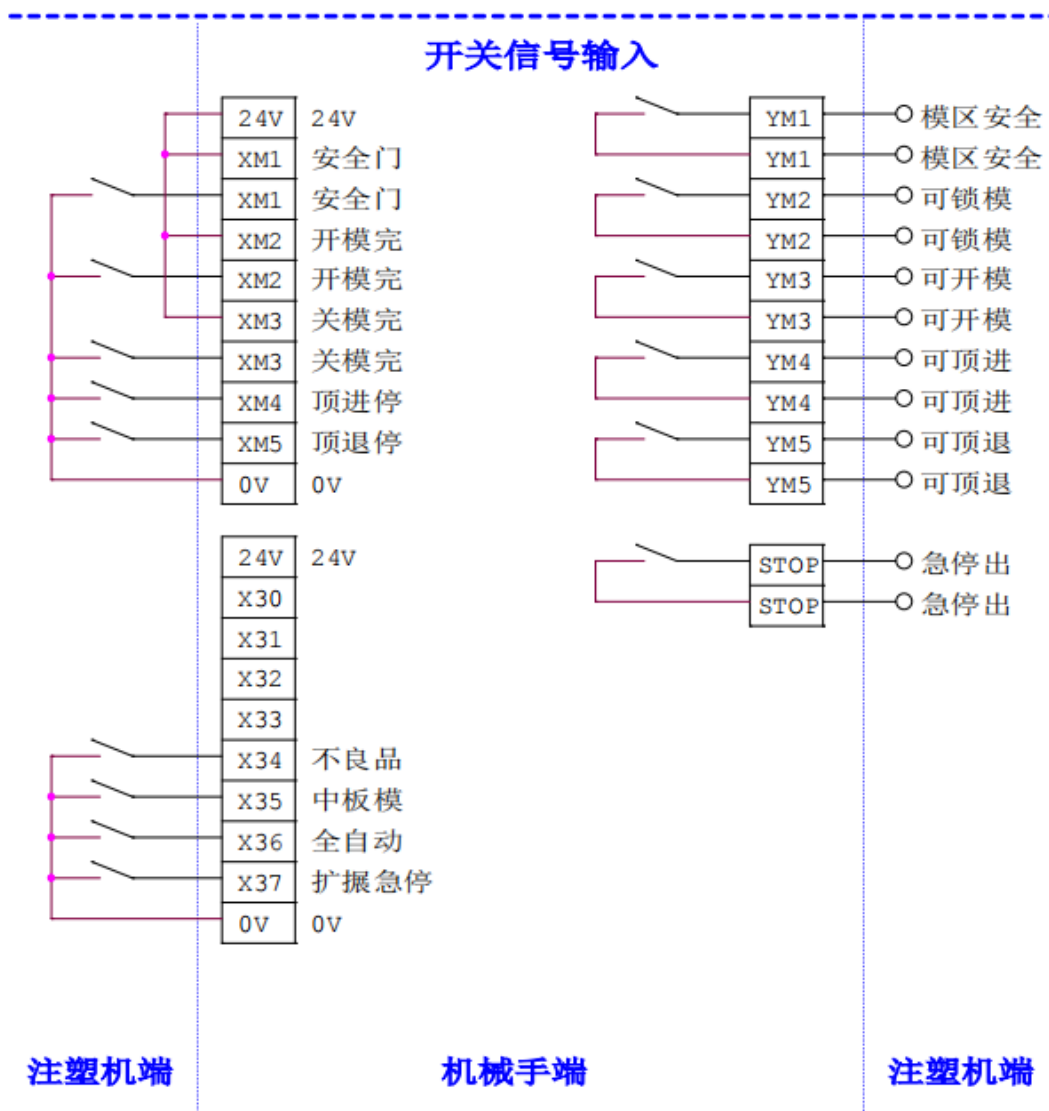 开关信号输入
24V 24V
XM1 安全门
XM1 安全门
XM2 开模完
XM2 开模完
XM3 关模完
XM3 关模完
XM4 顶进停
XM5 顶退停
0V 0V
24V 24V
X30
X31
X32
X33
X34 不良品
X35 中板模
X36 全自动
X37 扩展急停
0V 0V
YM1 模区安全
YM1 模区安全
YM2 可锁模
YM2 可锁模
YM3 可开模
YM3 可开模
YM4 可顶进
YM4 可顶进
YM5 可顶退
YM5 可顶退
STOP 急停出
STOP 急停出
注塑机端 机械手端 注塑机端